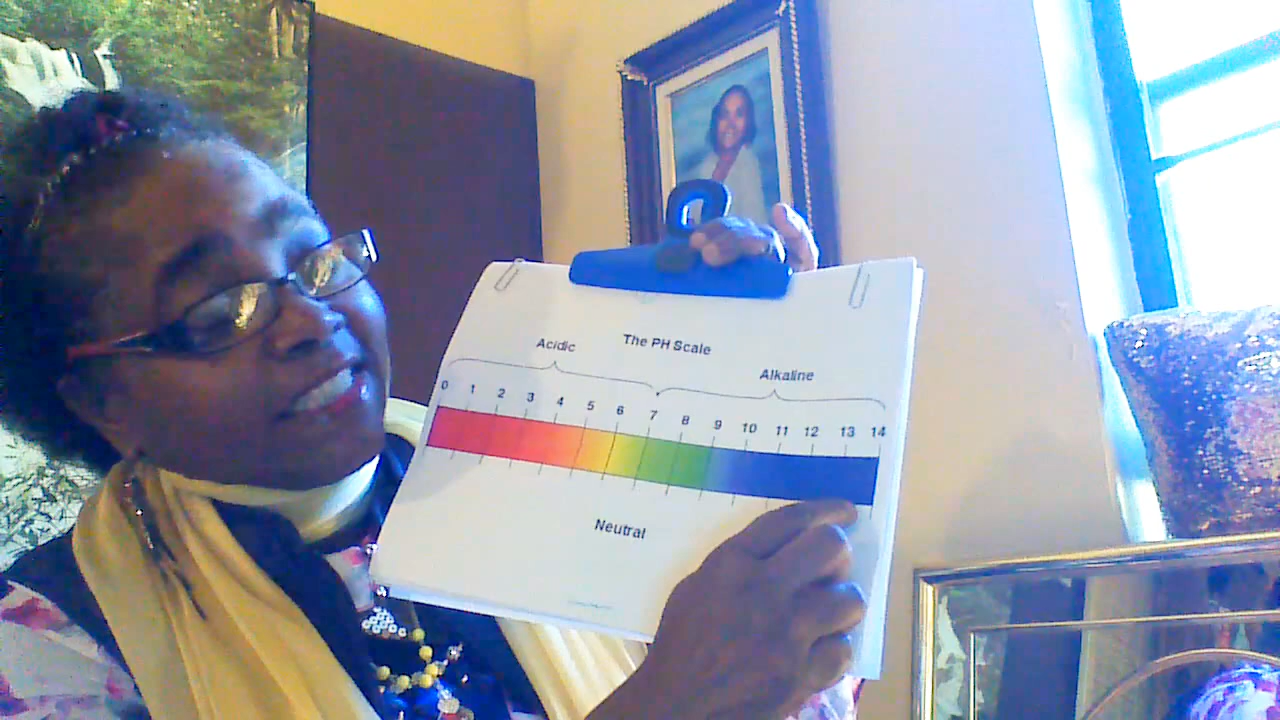 The PH Scale
Acidic
Alkaline
0 1 2 3 4 5 6 7 8 9 10 11 12 13 14
Neutral